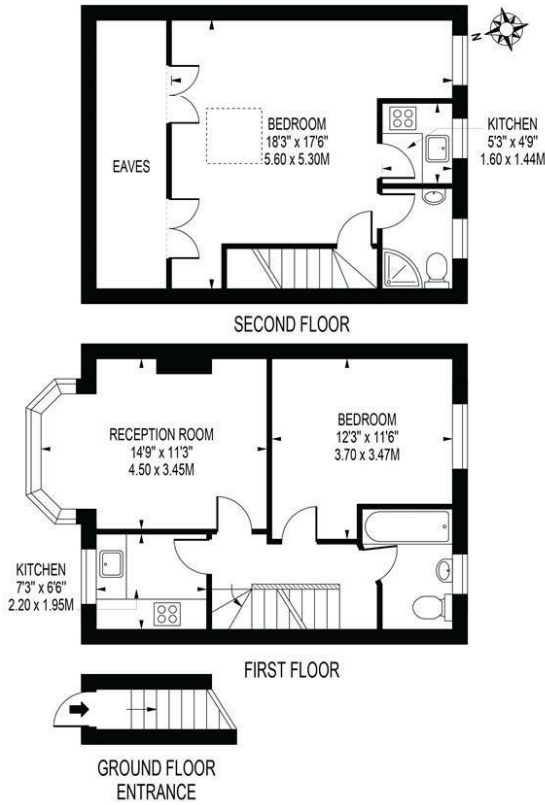 N
EAVES
BEDROOM
18'3" x 17'6"
5.60 x 5.30M
KITCHEN
5'3" x 4'9"
1.60 x 1.44M
SECOND FLOOR
RECEPTION ROOM
14'9" x 11'3"
4.50 x 3.45M
BEDROOM
12'3" x 11'6"
3.70 x 3.47M
KITCHEN
7'3" x 6'6"
2.20 x 1.95M
FIRST FLOOR
GROUND FLOOR
ENTRANCE